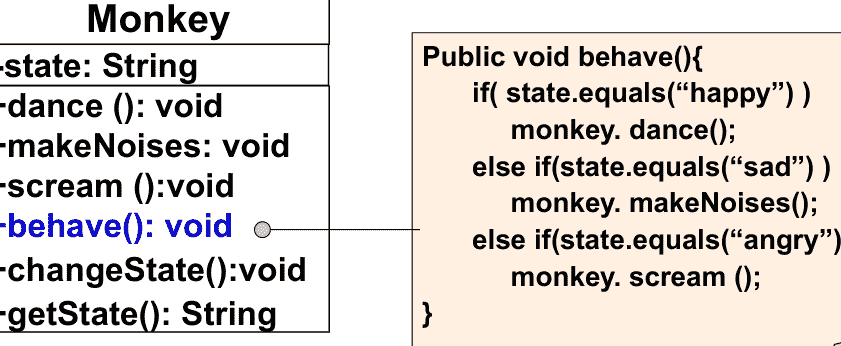 Monkey
-state: String
-dance (): void
-makeNoises: void
-scream ():void
-behave(): void
-changeState():void
-getState(): String
Public void behave(){
if( state.equals(“happy”) )
monkey. dance();
else if(state.equals(“sad”) )
monkey. makeNoises();
else if(state.equals(“angry”)
monkey. scream ();
}